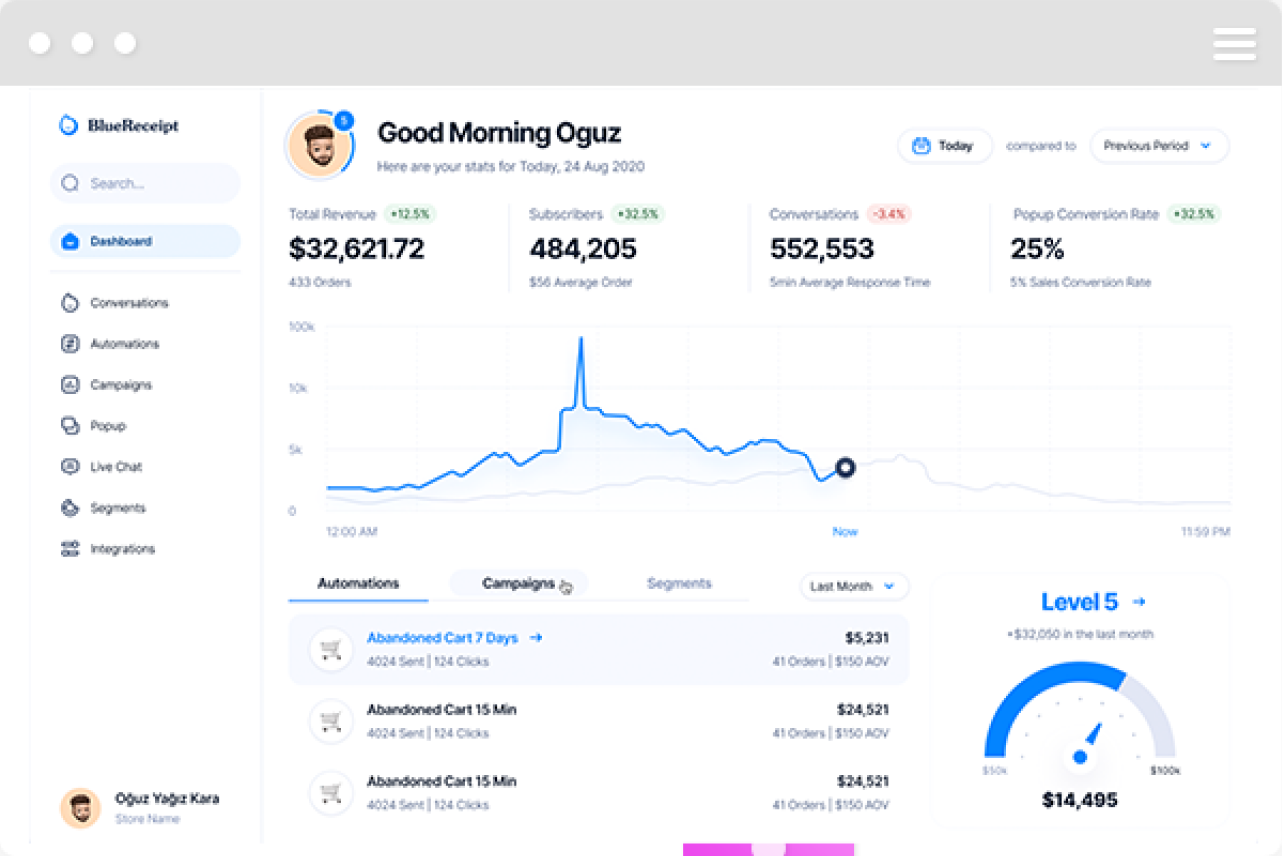 BlueReceipt
Search...
Dashboard
Conversations
Automations
Campaigns
Popup
Live Chat
Segments
Integrations
Oğuz Yağız Kara
Store Name
5
Good Morning Oguz
Here are your stats for Today, 24 Aug 2020
Today
compared to
Previous Period
Total Revenue +12.5%
$32,621.72
433 Orders
Subscribers +32.5%
484,205
$56 Average Order
Conversations -3.4%
552,553
5min Average Response Time
Popup Conversion Rate +32.5%
25%
5% Sales Conversion Rate
100k
10k
5k
0
12:00 AM
Now
11:59 PM
Automations
Campaigns
Segments
Last Month
Abandoned Cart 7 Days → $5,231
4024 Sent | 124 Clicks 41 Orders | $150 AOV
Abandoned Cart 15 Min $24,521
4024 Sent | 124 Clicks 41 Orders | $150 AOV
Abandoned Cart 15 Min $24,521
4024 Sent | 124 Clicks 41 Orders | $150 AOV
Level 5 →
+$32,050 in the last month
$50k
$100k
$14,495